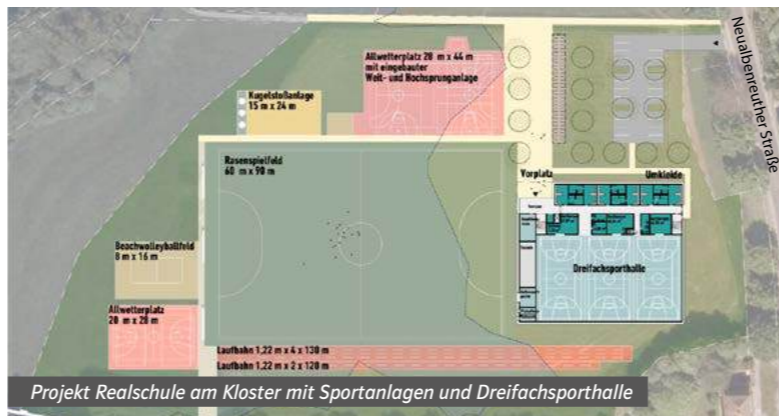 Allwetterplatz 28 m x 44 m
mit eingebauter
Weit- und Hochsprunganlage
Neualbenreuther Straße
Kugelstoßanlage
15 m x 24 m
Rasenspielfeld
60 m x 90 m
Vorplatz
Umkleide
Beachvolleyballfeld
8 m x 16 m
Dreifachsporthalle
Allwetterplatz
20 m x 28 m
Laufbahn 1,22 m x 4 x 130 m
Laufbahn 1,22 m x 2 x 120 m
Projekt Realschule am Kloster mit Sportanlagen und Dreifachsporthalle